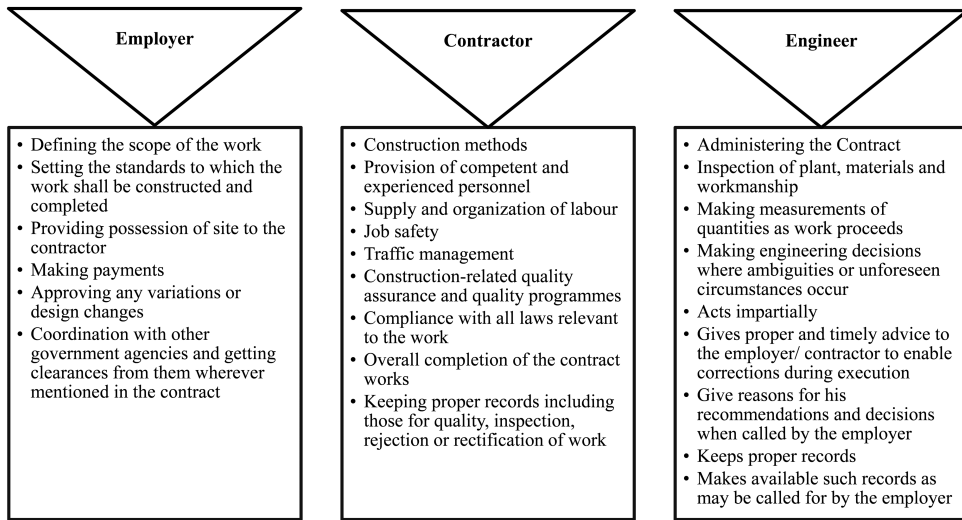 Employer
• Defining the scope of the work
• Setting the standards to which the
work shall be constructed and
completed
• Providing possession of site to the
contractor
• Making payments
• Approving any variations or
design changes
• Coordination with other
government agencies and getting
clearances from them wherever
mentioned in the contract
Contractor
• Construction methods
• Provision of competent and
experienced personnel
• Supply and organization of labour
• Job safety
• Traffic management
• Construction-related quality
assurance and quality programmes
• Compliance with all laws relevant
to the work
• Overall completion of the contract
works
• Keeping proper records including
those for quality, inspection,
rejection or rectification of work
Engineer
• Administering the Contract
• Inspection of plant, materials and
workmanship
• Making measurements of
quantities as work proceeds
• Making engineering decisions
where ambiguities or unforeseen
circumstances occur
• Acts impartially
• Gives proper and timely advice to
the employer/ contractor to enable
corrections during execution
• Give reasons for his
recommendations and decisions
when called by the employer
• Keeps proper records
• Makes available such records as
may be called for by the employer